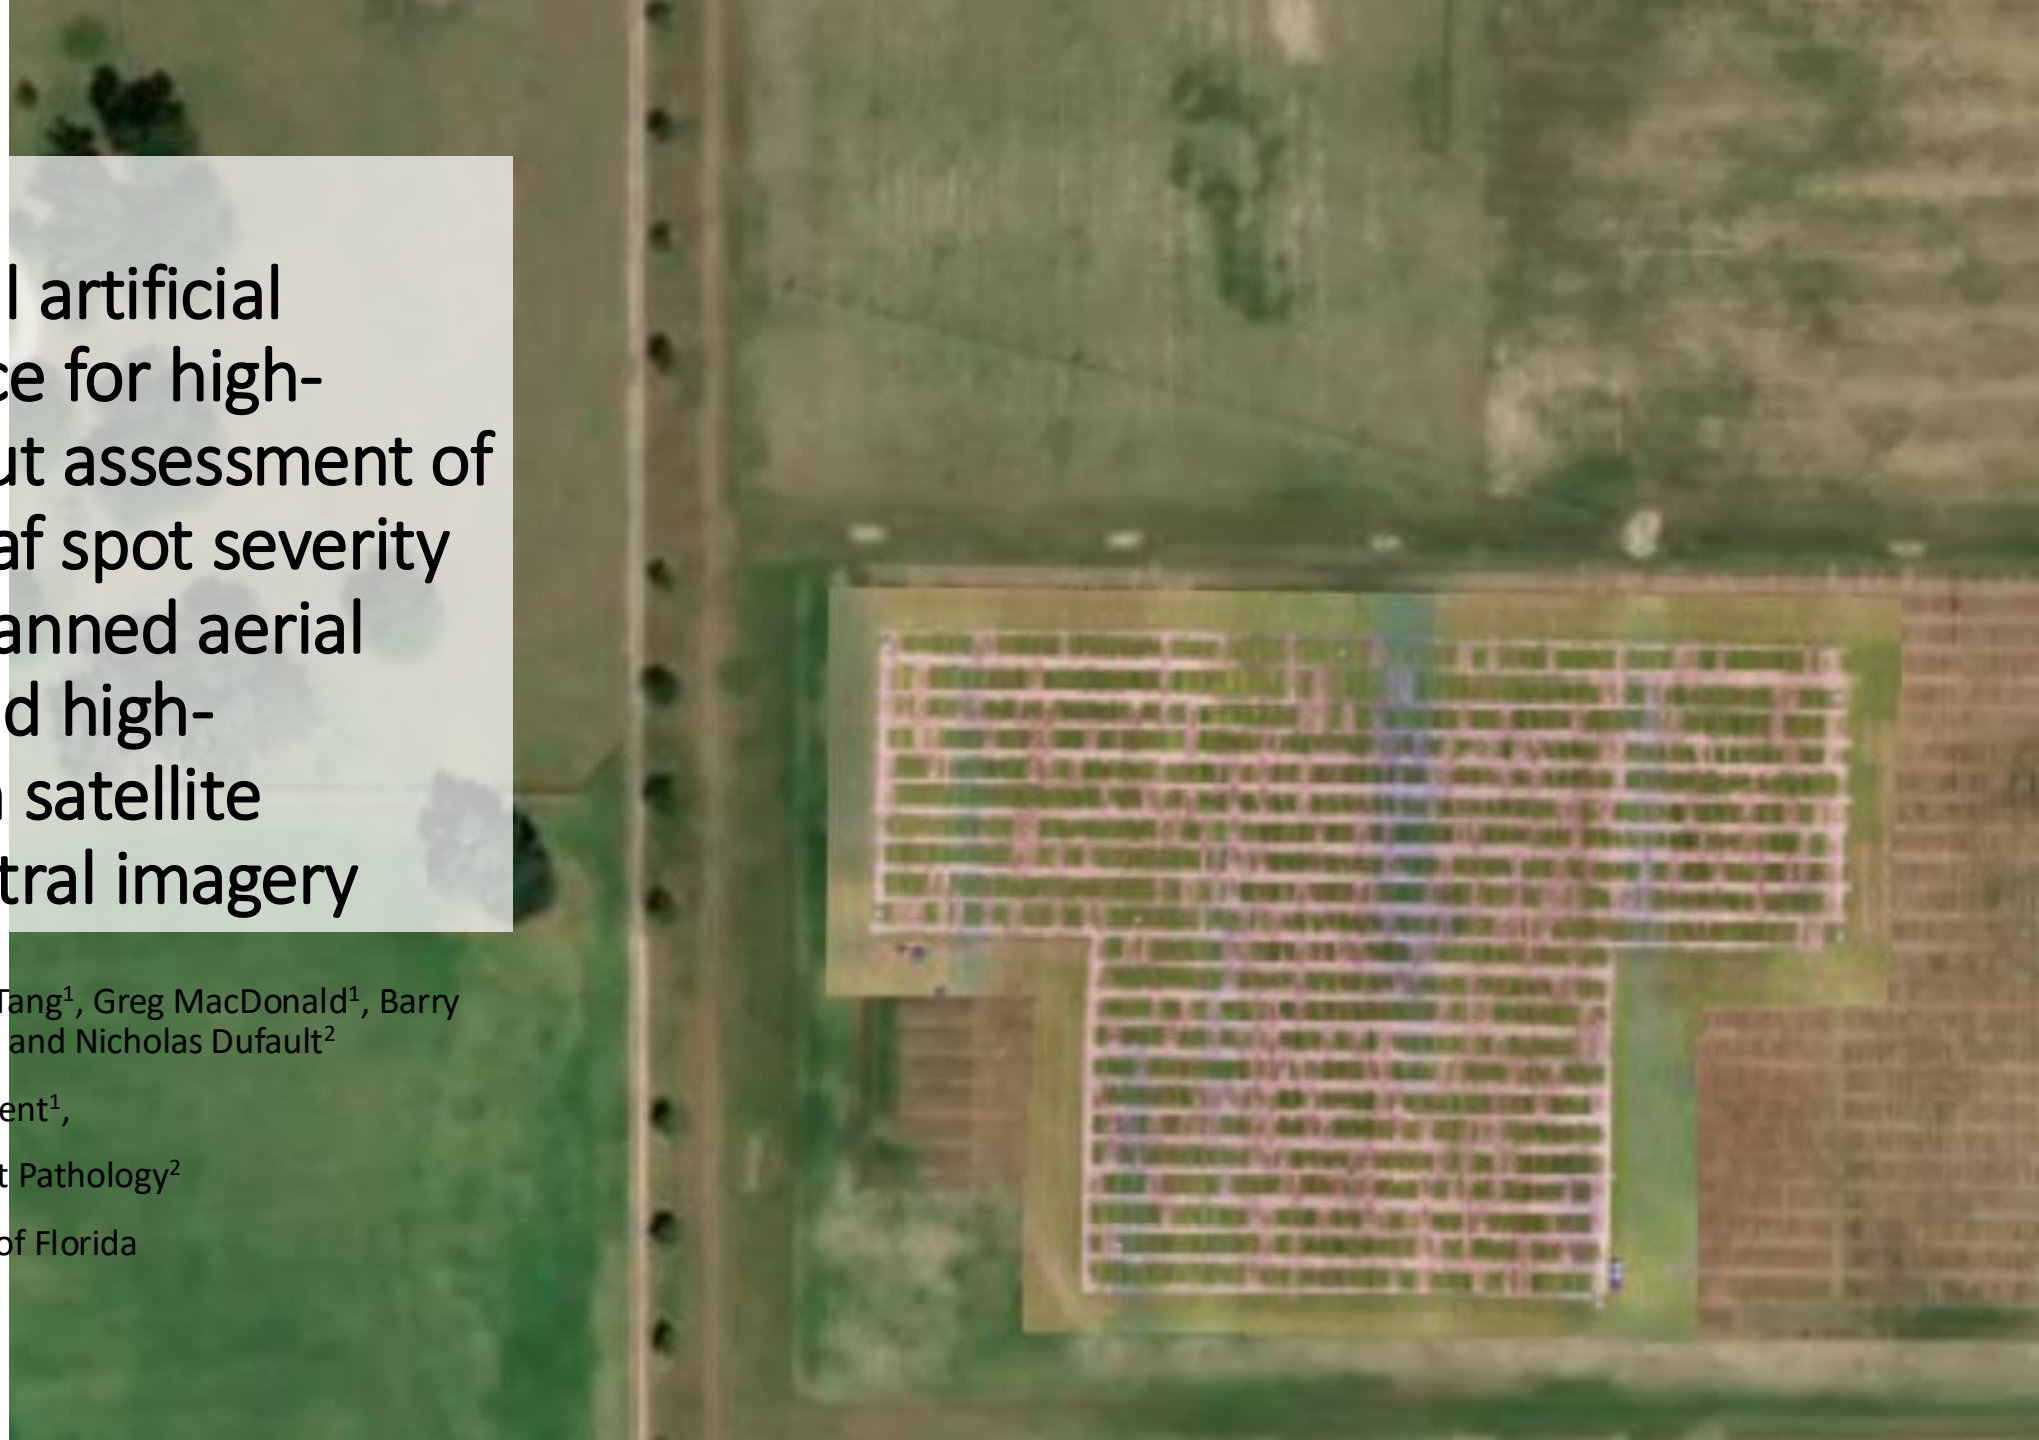 l artificial
ce for high-
ut assessment of
af spot severity
anned aerial
d high-
n satellite
tral imagery
Tang¹, Greg MacDonald¹, Barry
and Nicholas Dufault²
ent¹,
t Pathology²
of Florida